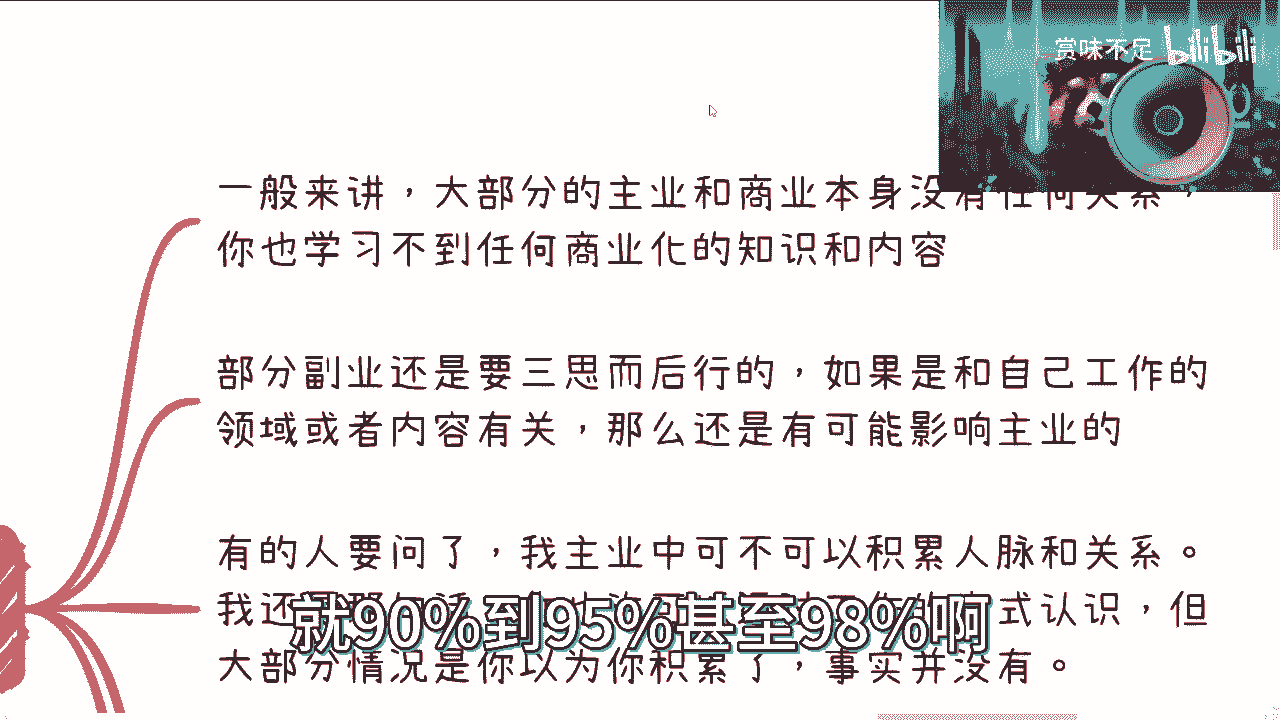 赏味不足 bilibili
一般来讲，大部分的主业和商业本身没有任何关系，
你也学习不到任何商业化的知识和内容
部分副业还是要三思而后行的，如果是和自己工作的
领域或者内容有关，那么还是有可能影响主业的
有的人要问了，我主业中可不可以积累人脉和关系。
我还 式认识，但
就90%到95%甚至98%啊
大部分情况是你以为你积累了，事实并没有。